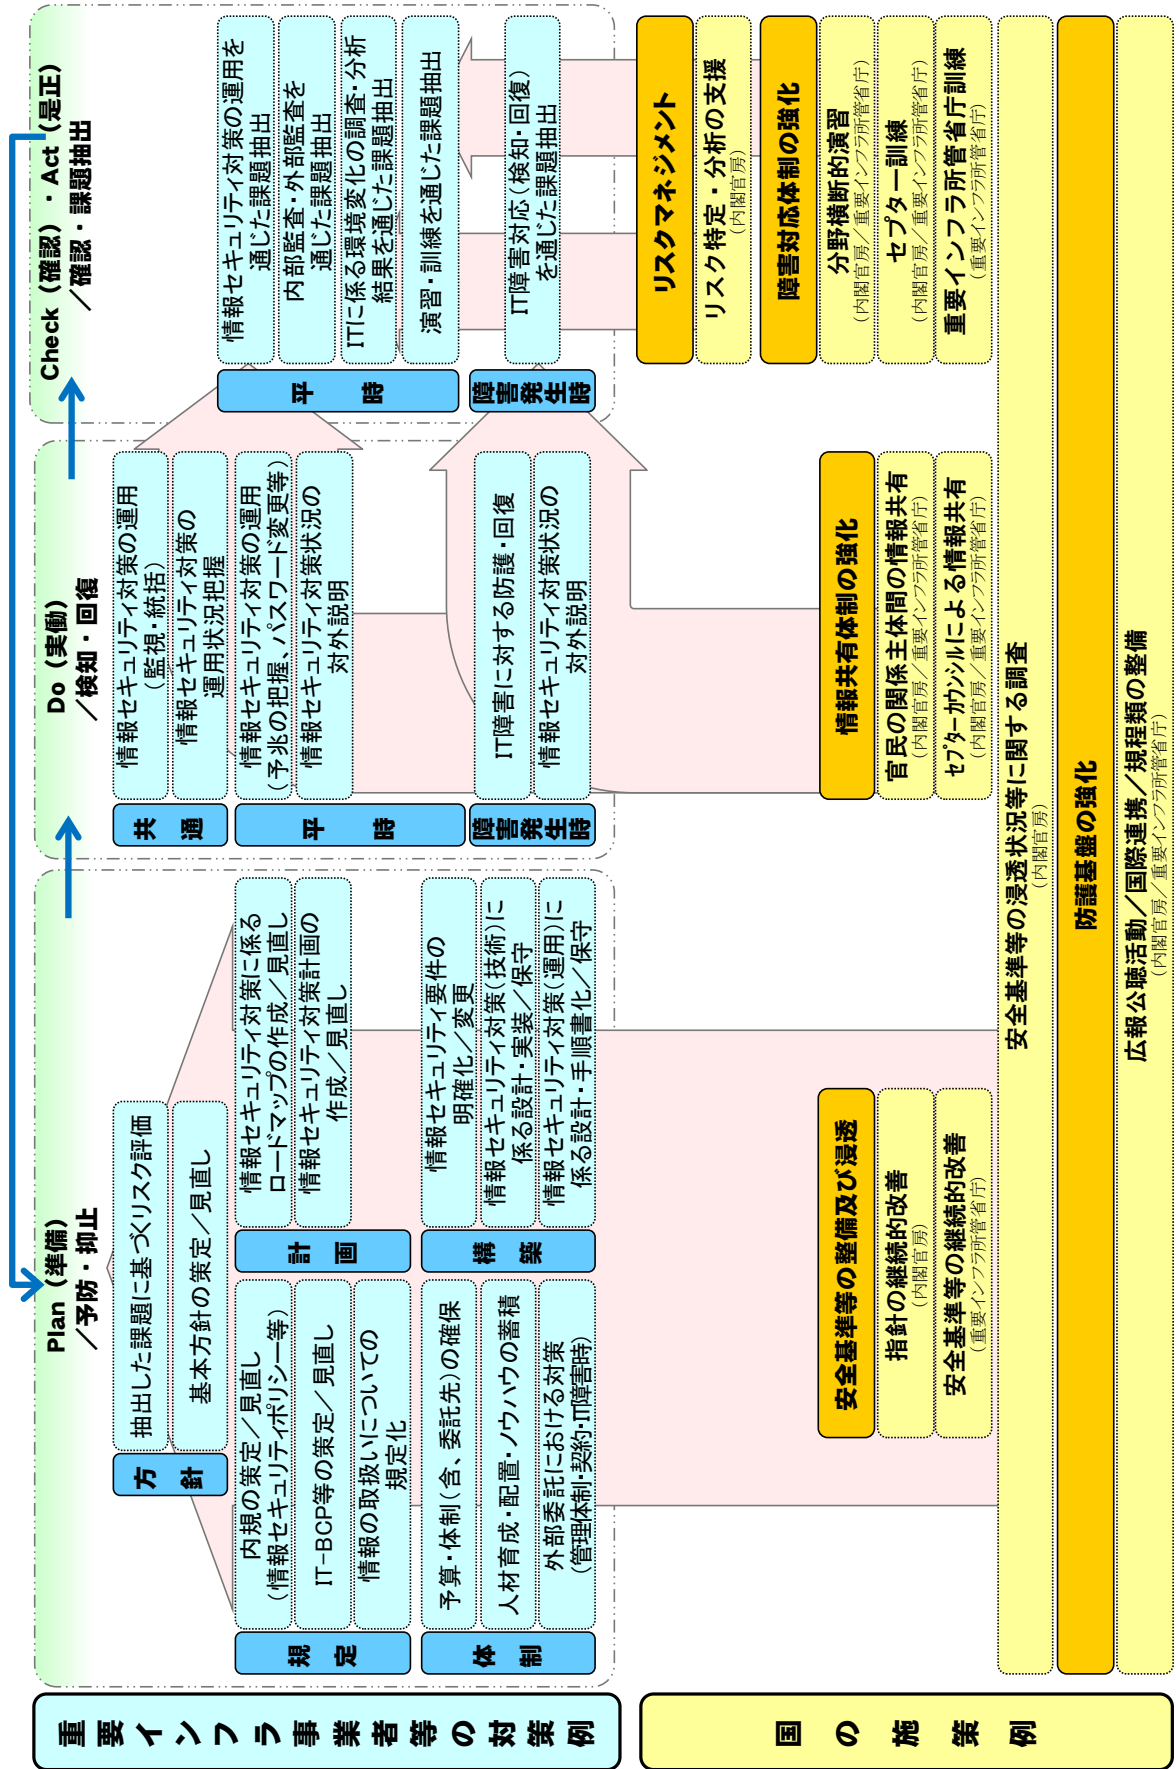 重要インフラ事業者等の対策例
Plan（準備）
／予防・抑止
方針
抽出した課題に基づくリスク評価
基本方針の策定／見直し
規定
内規の策定／見直し
（情報セキュリティポリシー等）
IT-BCP等の策定／見直し
情報の取扱いについての
規定化
計画
情報セキュリティ対策に係る
ロードマップの作成／見直し
情報セキュリティ対策計画の
作成／見直し
体制
予算・体制（含、委託先）の確保
人材育成・配置・ノウハウの蓄積
外部委託における対策
（管理体制・契約・IT障害時）
構築
情報セキュリティ要件の
明確化／変更
情報セキュリティ対策（技術）に
係る設計・実装／保守
情報セキュリティ対策（運用）に
係る設計・手順書化／保守
Do（実働）
／検知・回復
共通
情報セキュリティ対策の運用
（監視・統括）
情報セキュリティ対策の
運用状況把握
平時
情報セキュリティ対策の運用
（予兆の把握、パスワード変更等）
情報セキュリティ対策状況の
対外説明
障害発生時
IT障害に対する防護・回復
情報セキュリティ対策状況の
対外説明
Check（確認）・Act（是正）
／確認・課題抽出
平時
情報セキュリティ対策の運用を
通じた課題抽出
内部監査・外部監査を
通じた課題抽出
ITに係る環境変化の調査・分析
結果を通じた課題抽出
演習・訓練を通じた課題抽出
障害発生時
IT障害対応（検知・回復）
を通じた課題抽出
国の施策例
安全基準等の整備及び浸透
指針の継続的改善
（内閣官房）
安全基準等の継続的改善
（重要インフラ所管省庁）
情報共有体制の強化
官民の関係主体間の情報共有
（内閣官房／重要インフラ所管省庁）
セプターカウンシルによる情報共有
（内閣官房／重要インフラ所管省庁）
リスクマネジメント
リスク特定・分析の支援
（内閣官房）
障害対応体制の強化
分野横断的演習
（内閣官房／重要インフラ所管省庁）
セプター訓練
（内閣官房／重要インフラ所管省庁）
重要インフラ所管省庁訓練
（重要インフラ所管省庁）
安全基準等の浸透状況等に関する調査
（内閣官房）
防護基盤の強化
広報公聴活動／国際連携／規程類の整備
（内閣官房／重要インフラ所管省庁）